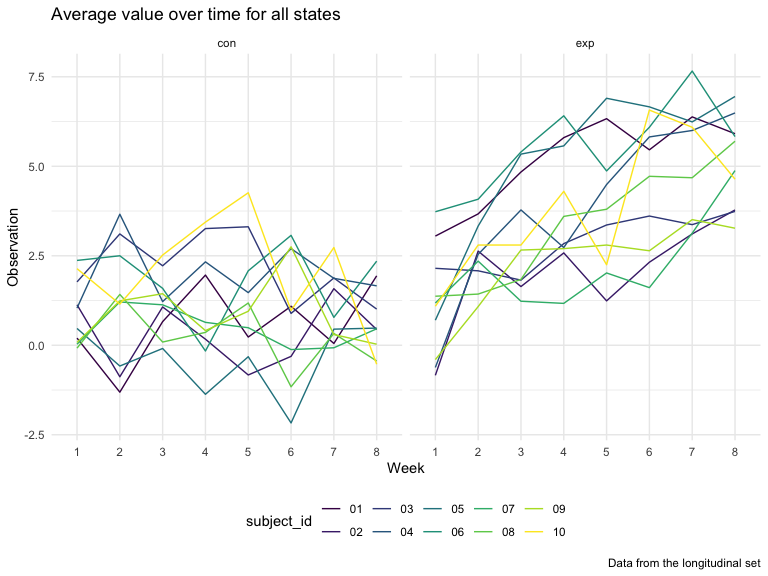 Average value over time for all states
con exp
7.5
5.0
2.5
0.0
-2.5
Observation
1 2 3 4 5 6 7 8 1 2 3 4 5 6 7 8
Week
subject_id
01 03 05 07 09
02 04 06 08 10
Data from the longitudinal set